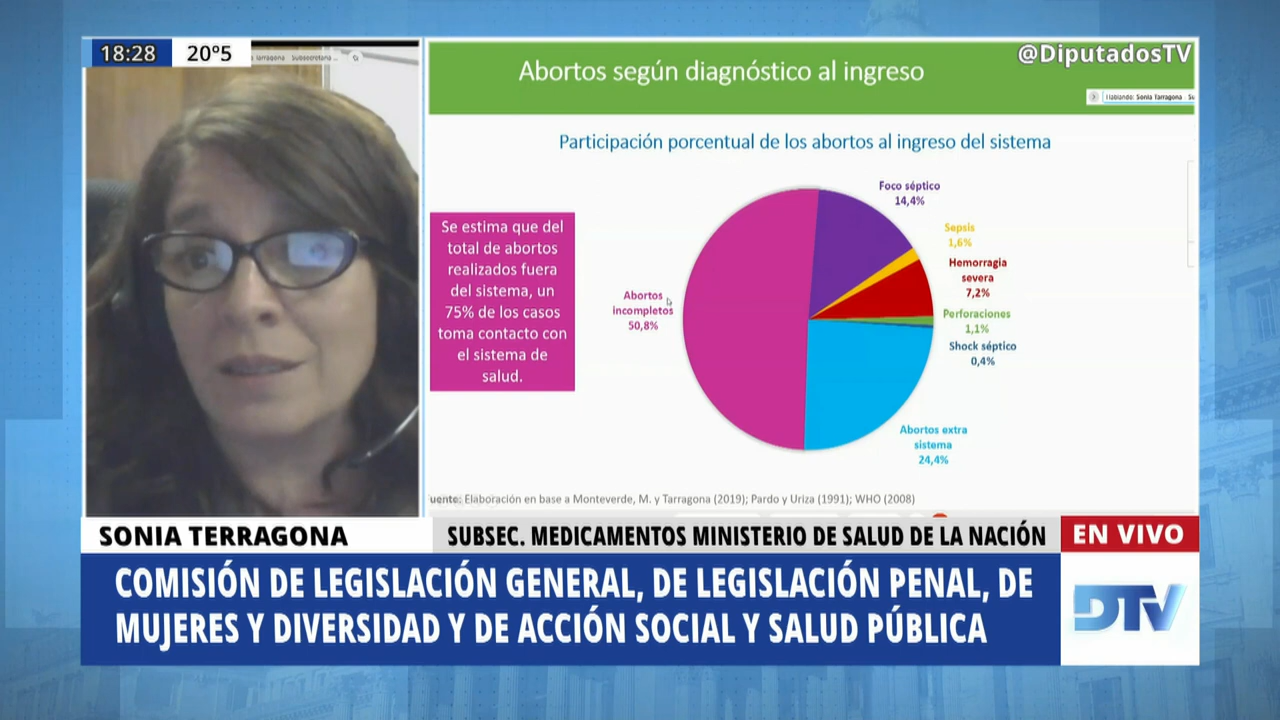 18:28
20º5
@DiputadosTV
Abortos según diagnóstico al ingreso
Hablando: Sonia Tarragona
Participación porcentual de los abortos al ingreso del sistema
Se estima que del
total de abortos
realizados fuera
del sistema, un
75% de los casos
toma contacto con
el sistema de
salud.
Foco séptico
14,4%
Sepsis
1,6%
Hemorragia
severa
7,2%
Perforaciones
1,1%
Shock séptico
0,4%
Abortos
incompletos
50,8%
Abortos extra
sistema
24,4%
uente: Elaboración en base a Monteverde, M. y Tarragona (2019); Pardo y Uriza (1991); WHO (2008)
SONIA TERRAGONA
SUBSEC. MEDICAMENTOS MINISTERIO DE SALUD DE LA NACIÓN
EN VIVO
COMISIÓN DE LEGISLACIÓN GENERAL, DE LEGISLACIÓN PENAL, DE
MUJERES Y DIVERSIDAD Y DE ACCIÓN SOCIAL Y SALUD PÚBLICA
DTV